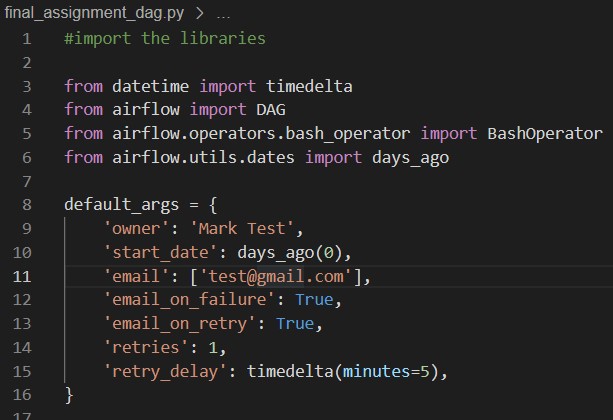 final_assignment_dag.py > ...
1 #import the libraries
2
3 from datetime import timedelta
4 from airflow import DAG
5 from airflow.operators.bash_operator import BashOperator
6 from airflow.utils.dates import days_ago
7
8 default_args = {
9     'owner': 'Mark Test',
10     'start_date': days_ago(0),
11     'email': ['test@gmail.com'],
12     'email_on_failure': True,
13     'email_on_retry': True,
14     'retries': 1,
15     'retry_delay': timedelta(minutes=5),
16 }
17